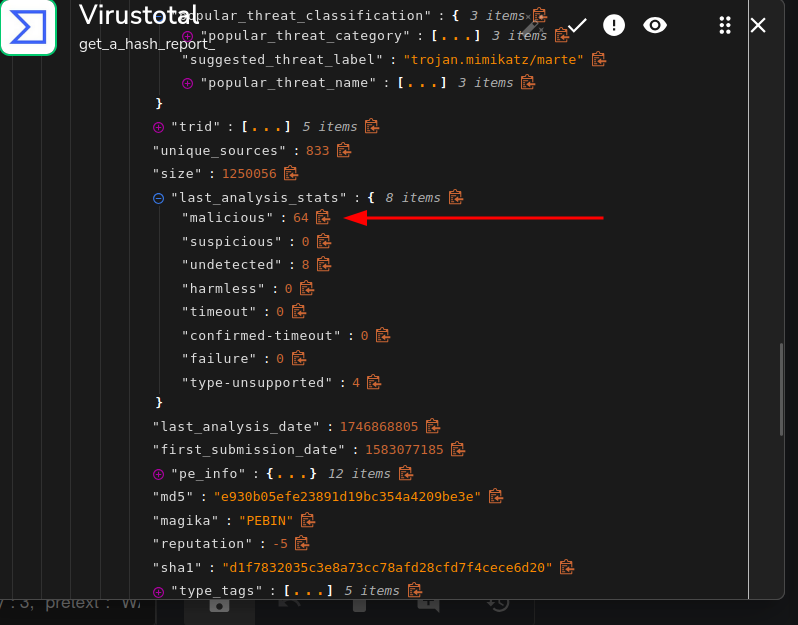 Virustotal
get_a_hash_report_
popular_threat_classification" : { 3 items
"popular_threat_category" : [...] 3 items
"suggested_threat_label" : "trojan.mimikatz/marte"
"popular_threat_name" : [...] 3 items
}
"trid" : [...] 5 items
"unique_sources" : 833
"size" : 1250056
"last_analysis_stats" : { 8 items
"malicious" : 64
"suspicious" : 0
"undetected" : 8
"harmless" : 0
"timeout" : 0
"confirmed-timeout" : 0
"failure" : 0
"type-unsupported" : 4
}
"last_analysis_date" : 1746868805
"first_submission_date" : 1583077185
"pe_info" : {...} 12 items
"md5" : "e930b05efe23891d19bc354a4209be3e"
"magika" : "PEBIN"
"reputation" : -5
"sha1" : "d1f7832035c3e8a73cc78afd28cfd7f4cece6d20"
"type_tags" : [...] 5 items
: 3, "pretext": "W